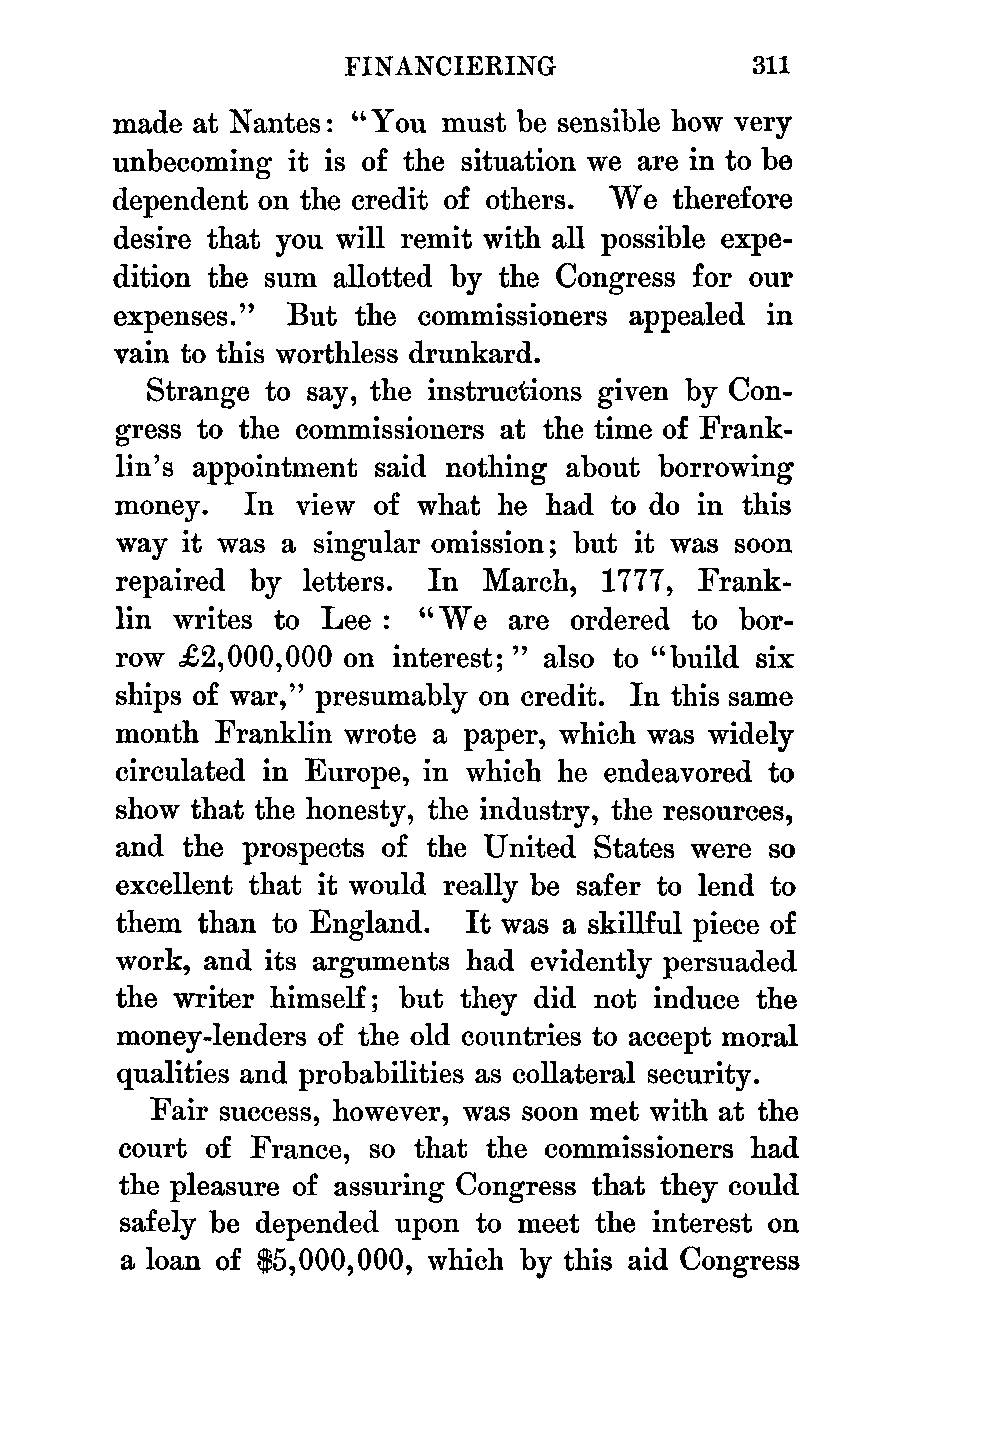 FINANCIERING 311
made at Nantes: "You must be sensible how very
unbecoming it is of the situation we are in to be
dependent on the credit of others. We therefore
desire that you will remit with all possible expe-
dition the sum allotted by the Congress for our
expenses." But the commissioners appealed in
vain to this worthless drunkard.
Strange to say, the instructions given by Con-
gress to the commissioners at the time of Frank-
lin's appointment said nothing about borrowing
money. In view of what he had to do in this
way it was a singular omission; but it was soon
repaired by letters. In March, 1777, Frank-
lin writes to Lee : "We are ordered to bor-
row £2,000,000 on interest; " also to "build six
ships of war," presumably on credit. In this same
month Franklin wrote a paper, which was widely
circulated in Europe, in which he endeavored to
show that the honesty, the industry, the resources,
and the prospects of the United States were so
excellent that it would really be safer to lend to
them than to England. It was a skillful piece of
work, and its arguments had evidently persuaded
the writer himself; but they did not induce the
money-lenders of the old countries to accept moral
qualities and probabilities as collateral security.
Fair success, however, was soon met with at the
court of France, so that the commissioners had
the pleasure of assuring Congress that they could
safely be depended upon to meet the interest on
a loan of $5,000,000, which by this aid Congress